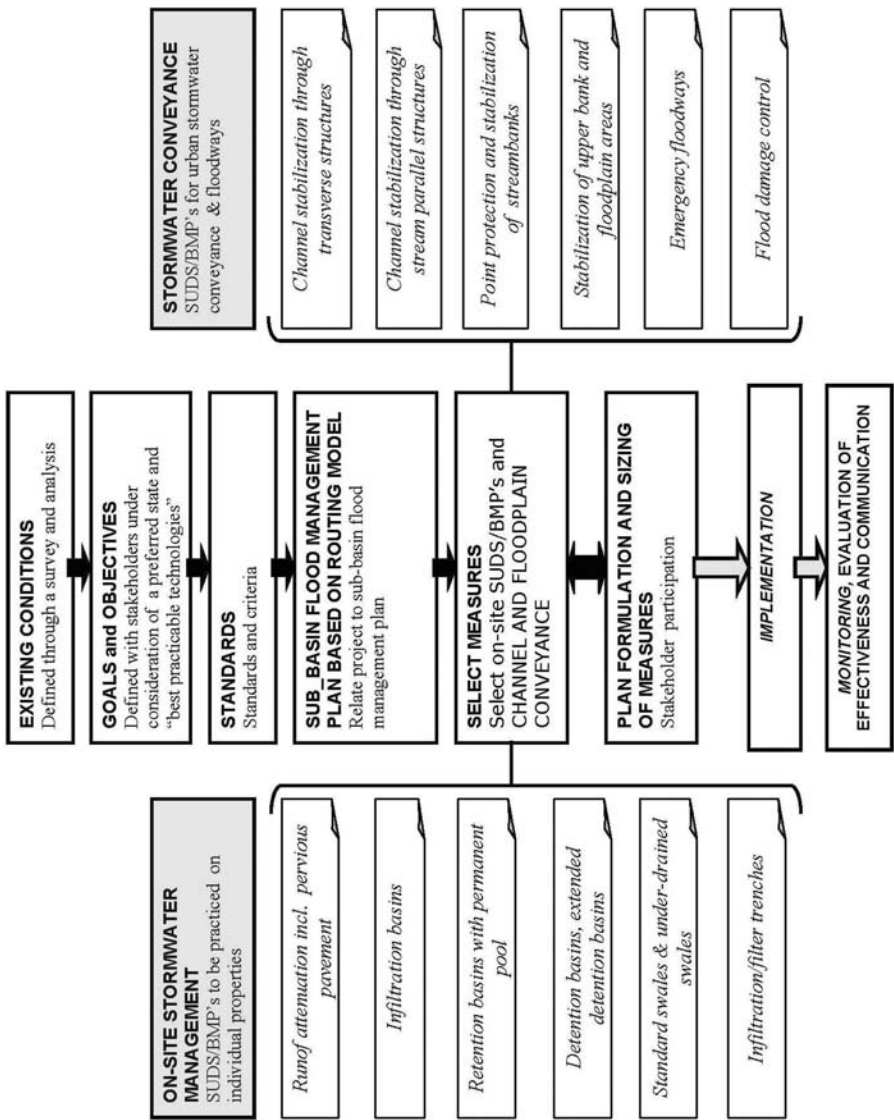 ON-SITE STORMWATER
MANAGEMENT
SUDS/BMP's to be practiced on
individual properties
Runof attenuation incl. pervious
pavement
Infiltration basins
Retention basins with permanent
pool
Detention basins, extended
detention basins
Standard swales & under-drained
swales
Infiltration/filter trenches
EXISTING CONDITIONS
Defined through a survey and analysis
GOALS and OBJECTIVES
Defined with stakeholders under
consideration of a preferred state and
“best practicable technologies”
STANDARDS
Standards and criteria
SUB_BASIN FLOOD MANAGEMENT
PLAN BASED ON ROUTING MODEL
Relate project to sub-basin flood
management plan
SELECT MEASURES
Select on-site SUDS/BMP's and
CHANNEL AND FLOODPLAIN
CONVEYANCE
PLAN FORMULATION AND SIZING
OF MEASURES
Stakeholder participation
IMPLEMENTATION
MONITORING, EVALUATION OF
EFFECTIVENESS AND COMMUNICATION
STORMWATER CONVEYANCE
SUDS/BMP's for urban stormwater
conveyance & floodways
Channel stabilization through
transverse structures
Channel stabilization through
stream parallel structures
Point protection and stabilization
of streambanks
Stabilization of upper bank and
floodplain areas
Emergency floodways
Flood damage control